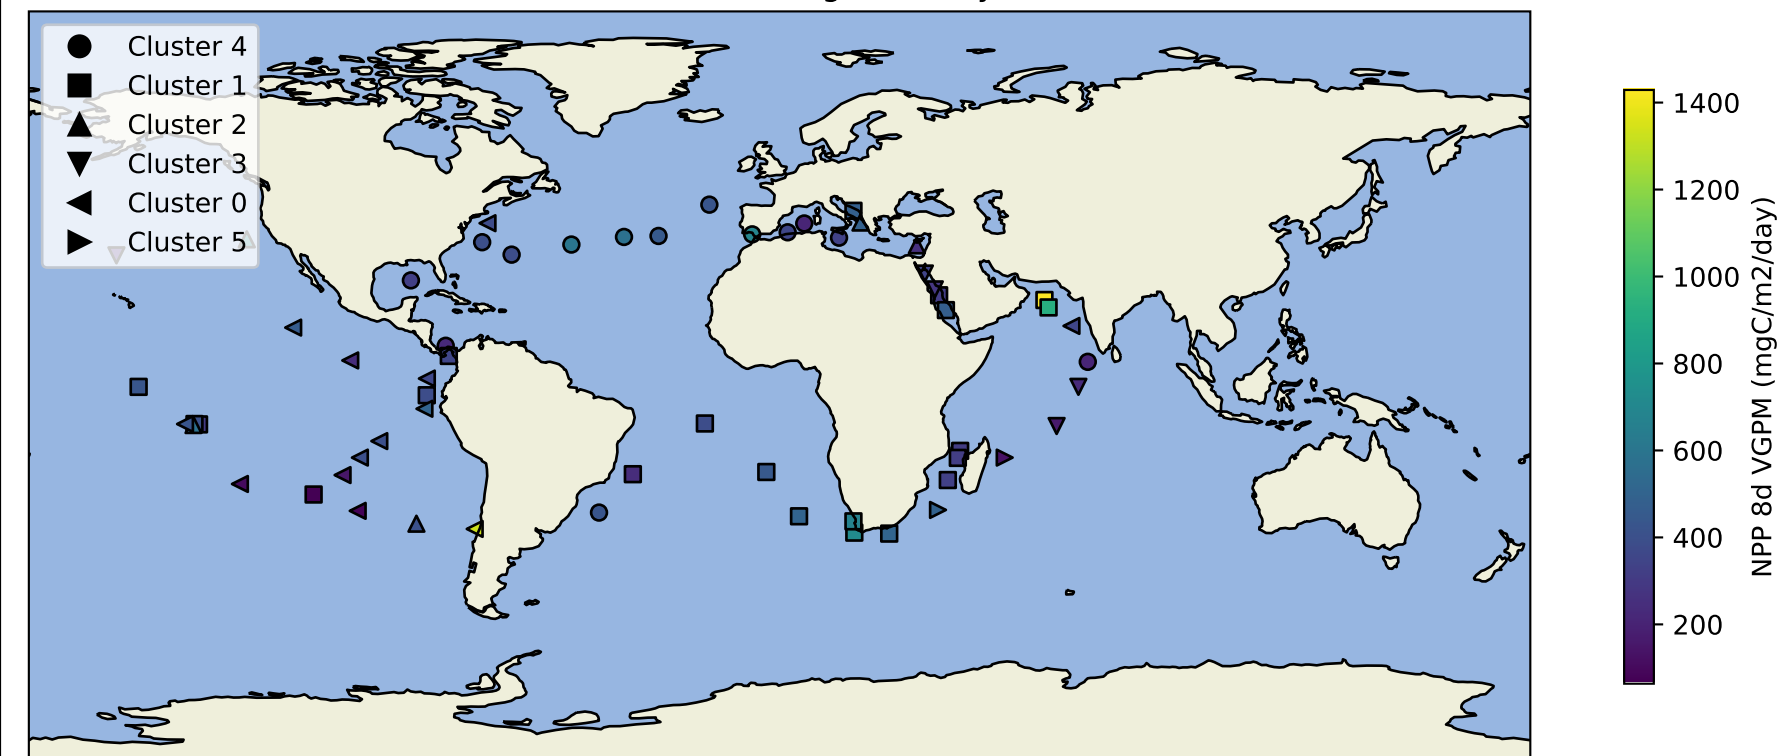 Cluster 4
Cluster 1
Cluster 2
Cluster 3
Cluster 0
Cluster 5
1400
1200
1000
800
600
400
200
NPP 8d VGPM (mgC/m2/day)